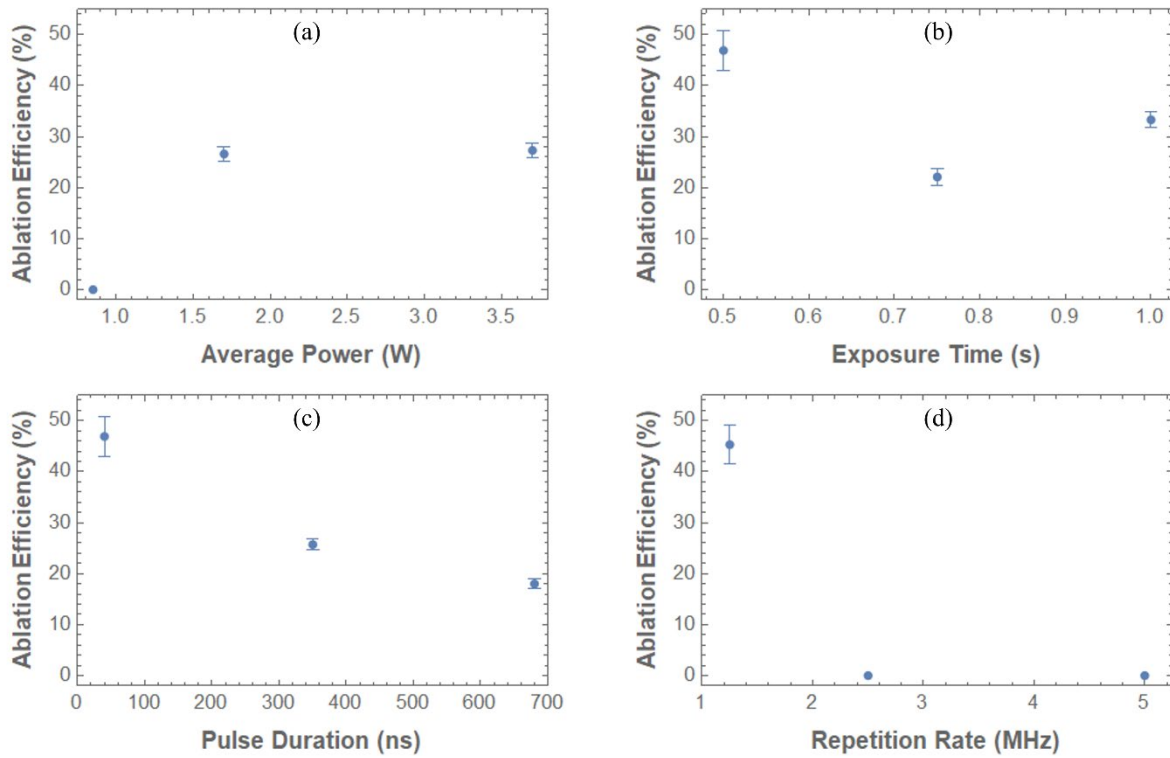 (a)
Ablation Efficiency (%)
50
40
30
20
10
0
1.0 1.5 2.0 2.5 3.0 3.5
Average Power (W)
(b)
Ablation Efficiency (%)
50
40
30
20
10
0
0.5 0.6 0.7 0.8 0.9 1.0
Exposure Time (s)
(c)
Ablation Efficiency (%)
50
40
30
20
10
0
0 100 200 300 400 500 600 700
Pulse Duration (ns)
(d)
Ablation Efficiency (%)
50
40
30
20
10
0
1 2 3 4 5
Repetition Rate (MHz)